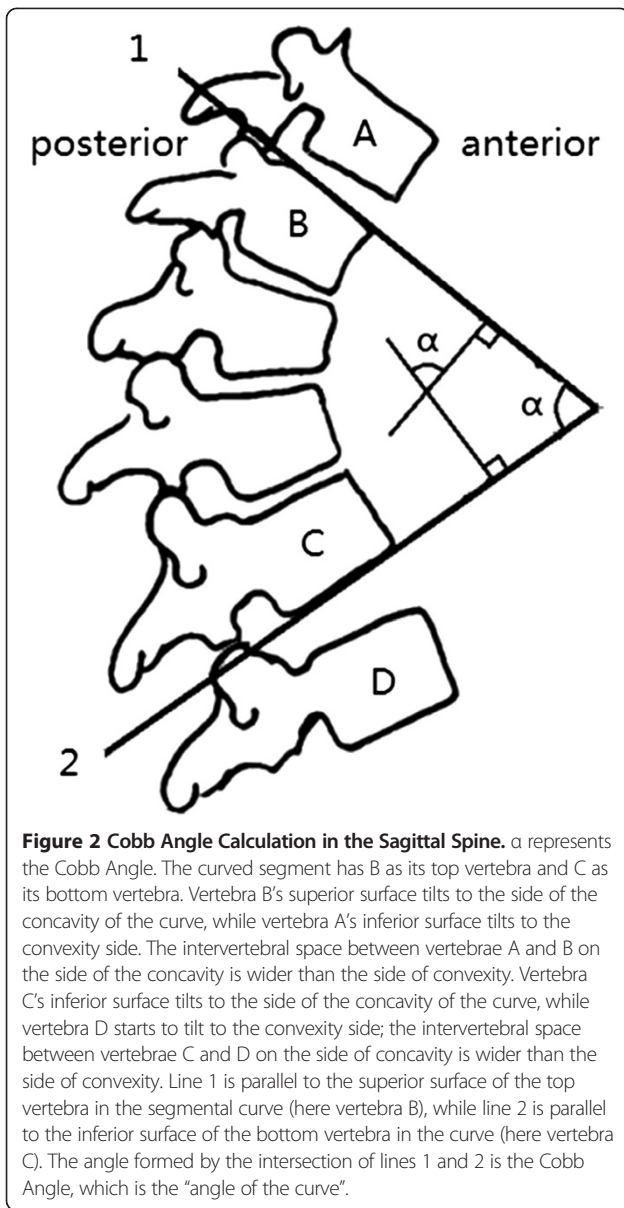 1
A
posterior
anterior
B
α
α
C
D
2
Figure 2 Cobb Angle Calculation in the Sagittal Spine. α represents
the Cobb Angle. The curved segment has B as its top vertebra and C as
its bottom vertebra. Vertebra B's superior surface tilts to the side of the
concavity of the curve, while vertebra A's inferior surface tilts to the
convexity side. The intervertebral space between vertebrae A and B on
the side of the concavity is wider than the side of convexity. Vertebra
C's inferior surface tilts to the side of the concavity of the curve, while
vertebra D starts to tilt to the convexity side; the intervertebral space
between vertebrae C and D on the side of concavity is wider than the
side of convexity. Line 1 is parallel to the superior surface of the top
vertebra in the segmental curve (here vertebra B), while line 2 is parallel
to the inferior surface of the bottom vertebra in the curve (here vertebra
C). The angle formed by the intersection of lines 1 and 2 is the Cobb
Angle, which is the “angle of the curve”.